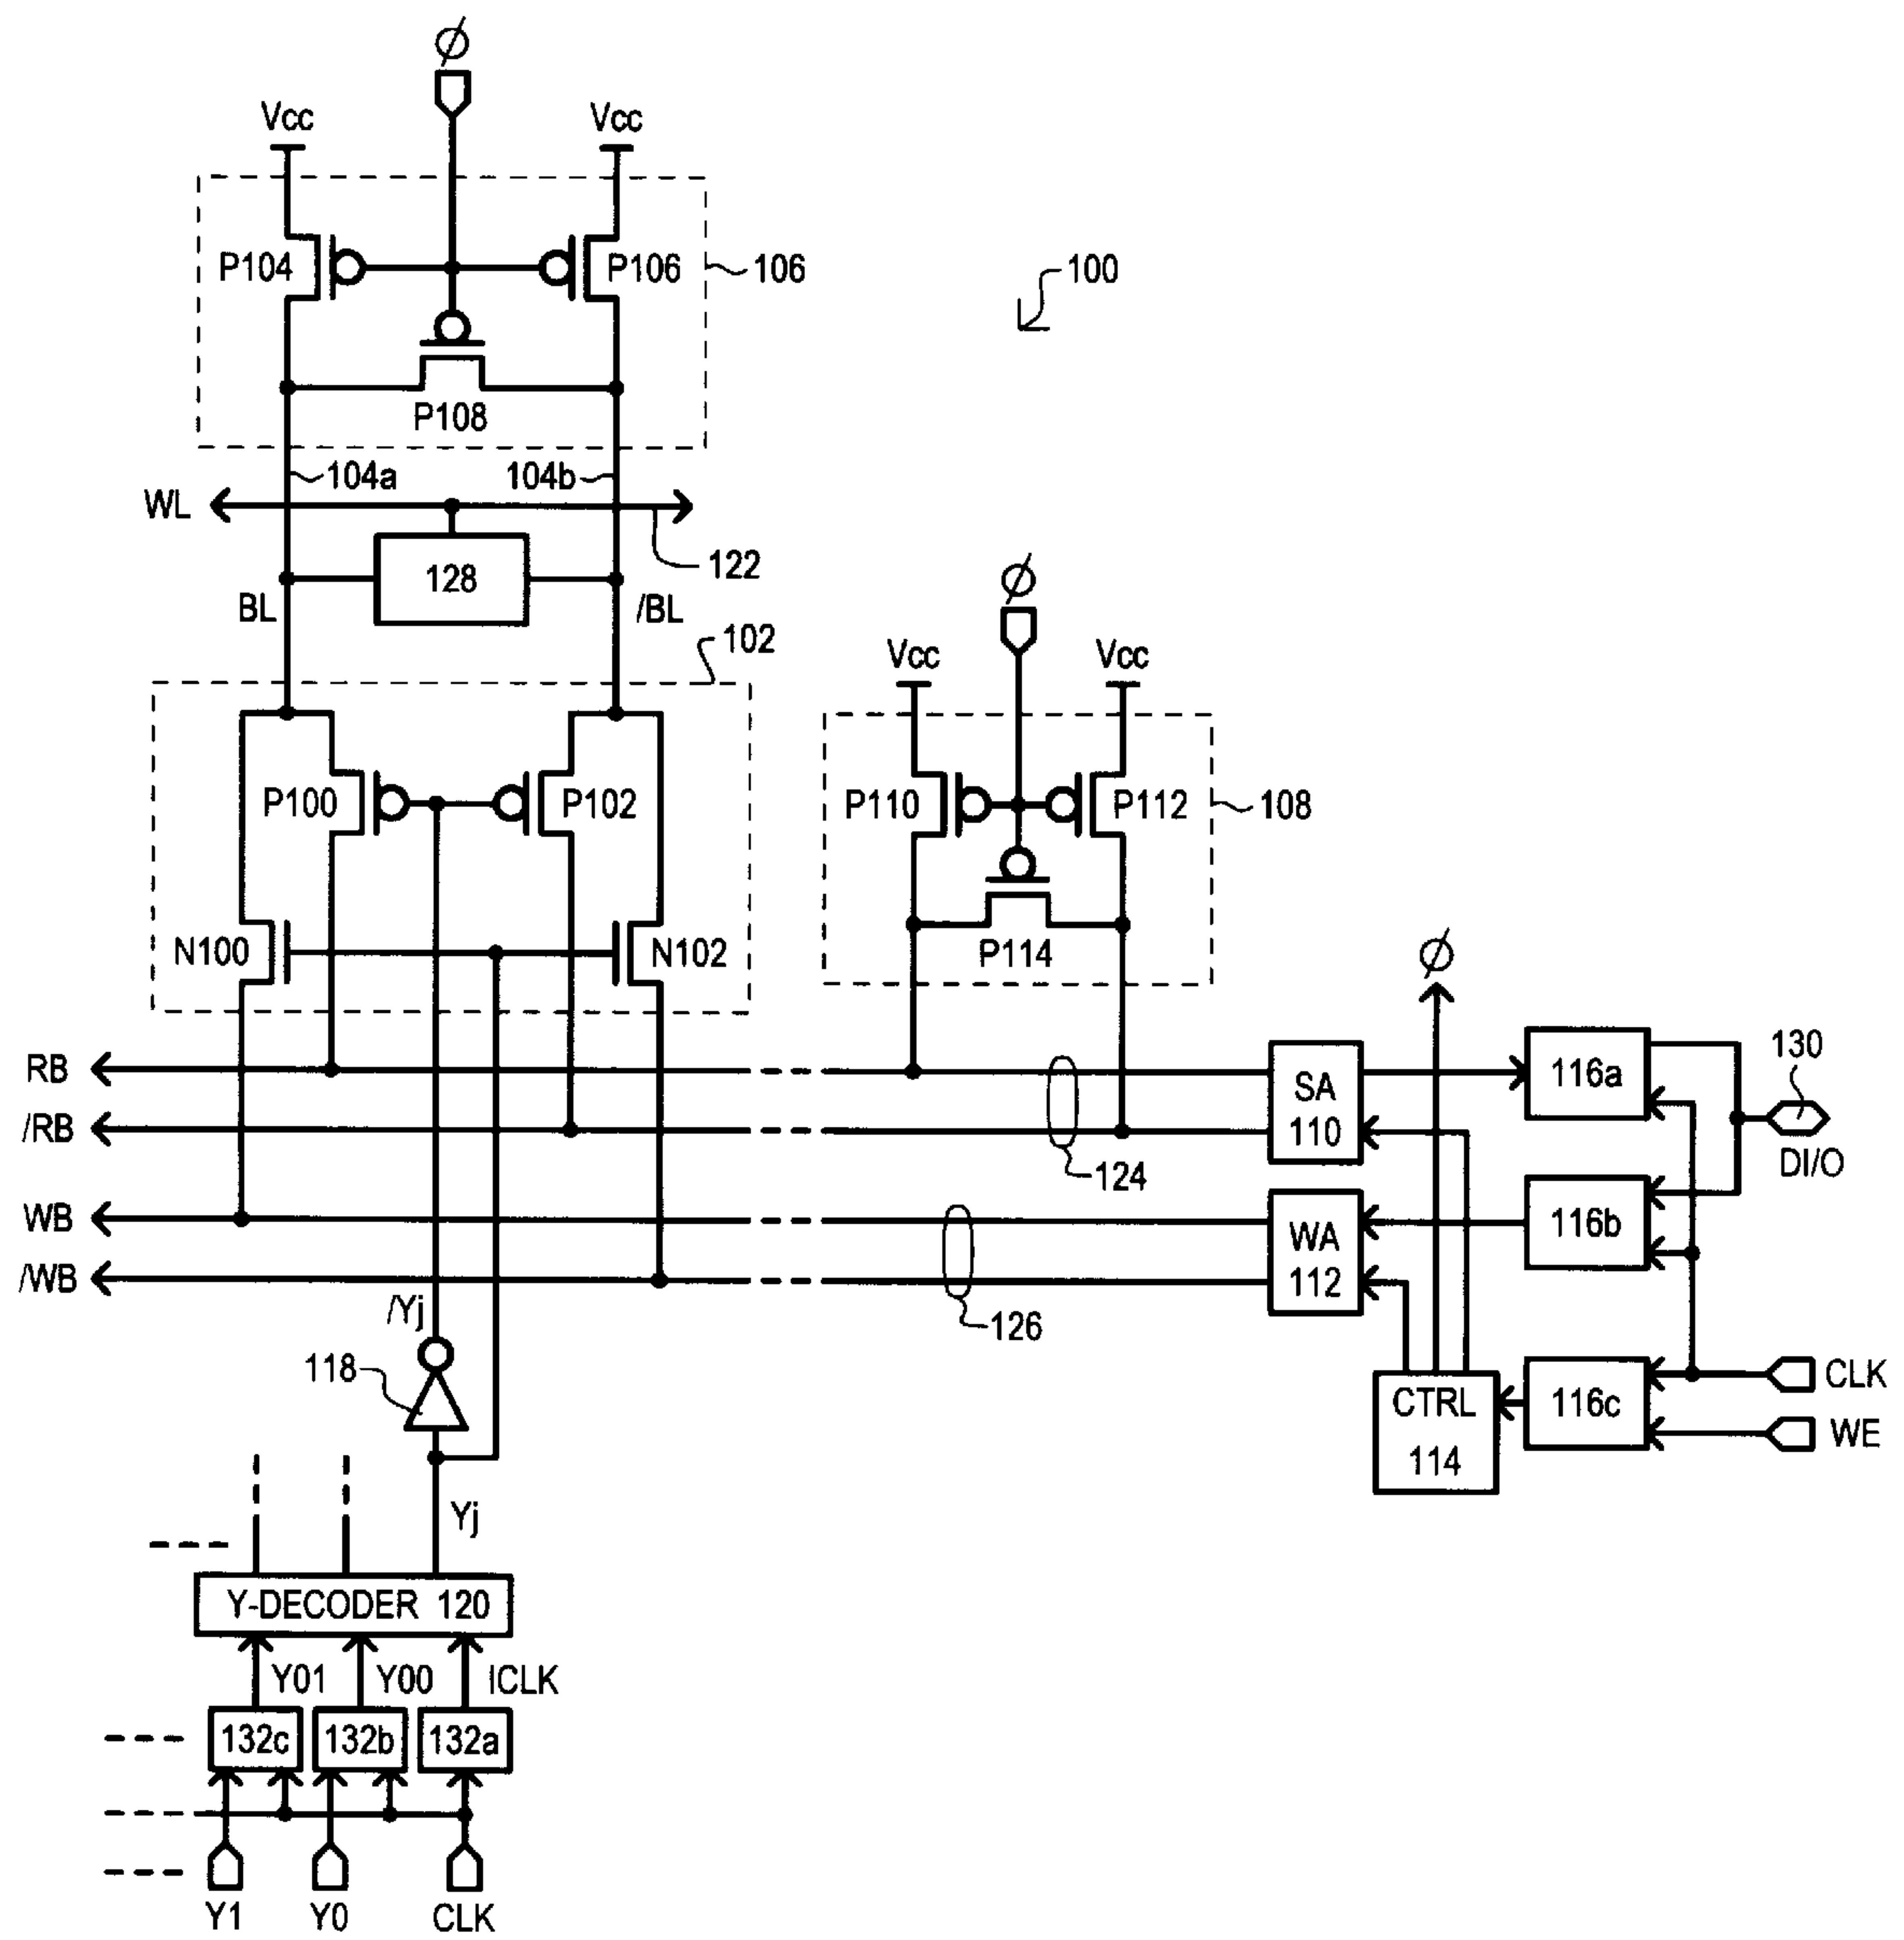 ∅
Vcc Vcc
P104 P106 106
100
P108
104a 104b
WL
128 122
BL /BL
∅
102
Vcc Vcc
P100 P102
P110 P112 108
N100 N102
P114
∅
RB
/RB
SA
110
116a
130
DI/O
124
WB
/WB
WA
112
116b
126
/Yj
118
CTRL
114
116c
CLK
WE
Yj
Y-DECODER 120
Y01 Y00 ICLK
132c 132b 132a
Y1 Y0 CLK